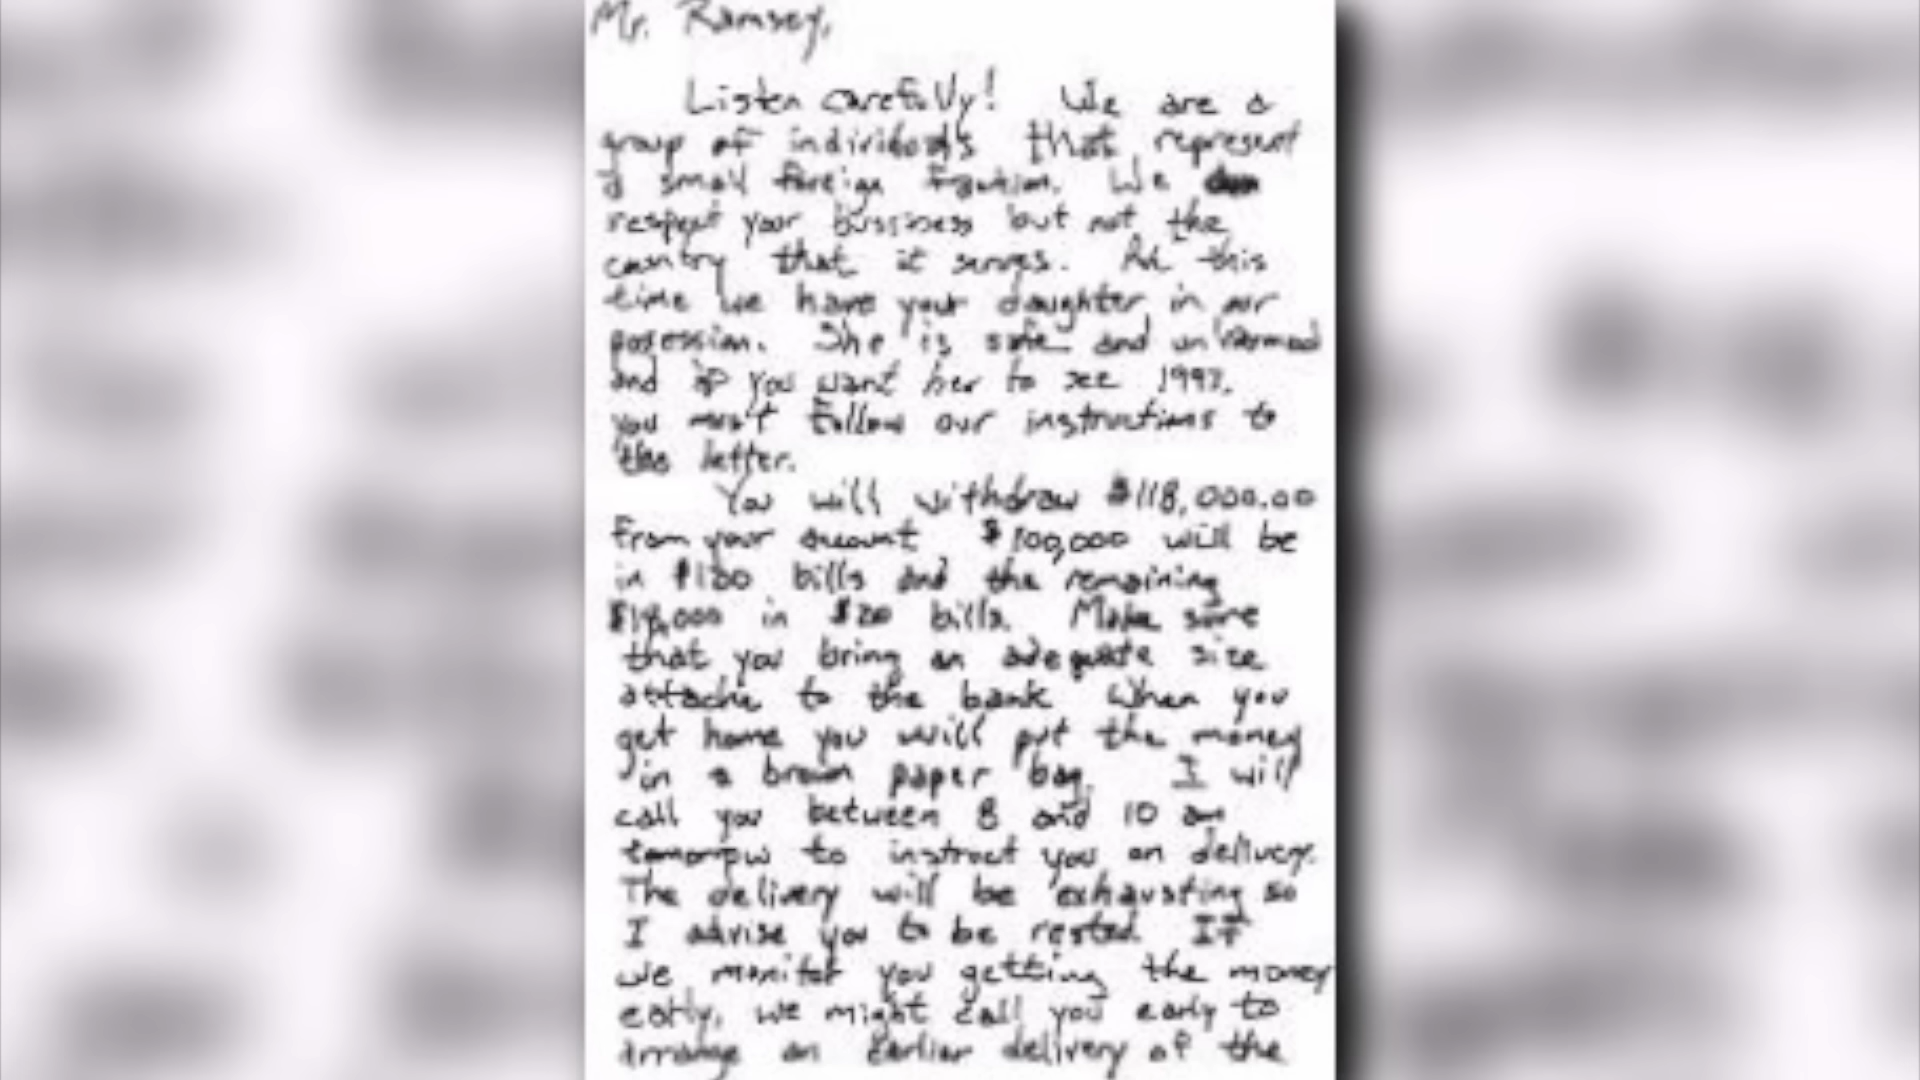 Mr. Ramsey,
Listen carefully! We are a
group of individuals that represent
a small foreign faction. We
respect your bussiness but not the
country that it serves. At this
time we have your daughter in our
posession. She is safe and unharmed
and if you want her to see 1997,
you must follow our instructions to
the letter.
You will withdraw $118,000.00
from your account $100,000 will be
in $100 bills and the remaining
$18,000 in $20 bills. Make sure
that you bring an adequate size
attache to the bank When you
get home you will put the money
in a brown paper bag. I will
call you between 8 and 10 am
tomorrow to instruct you on delivery.
The delivery will be exhausting so
I advise you to be rested. If
we monitor you getting the money
early, we might call you early to
arrange an earlier delivery of the